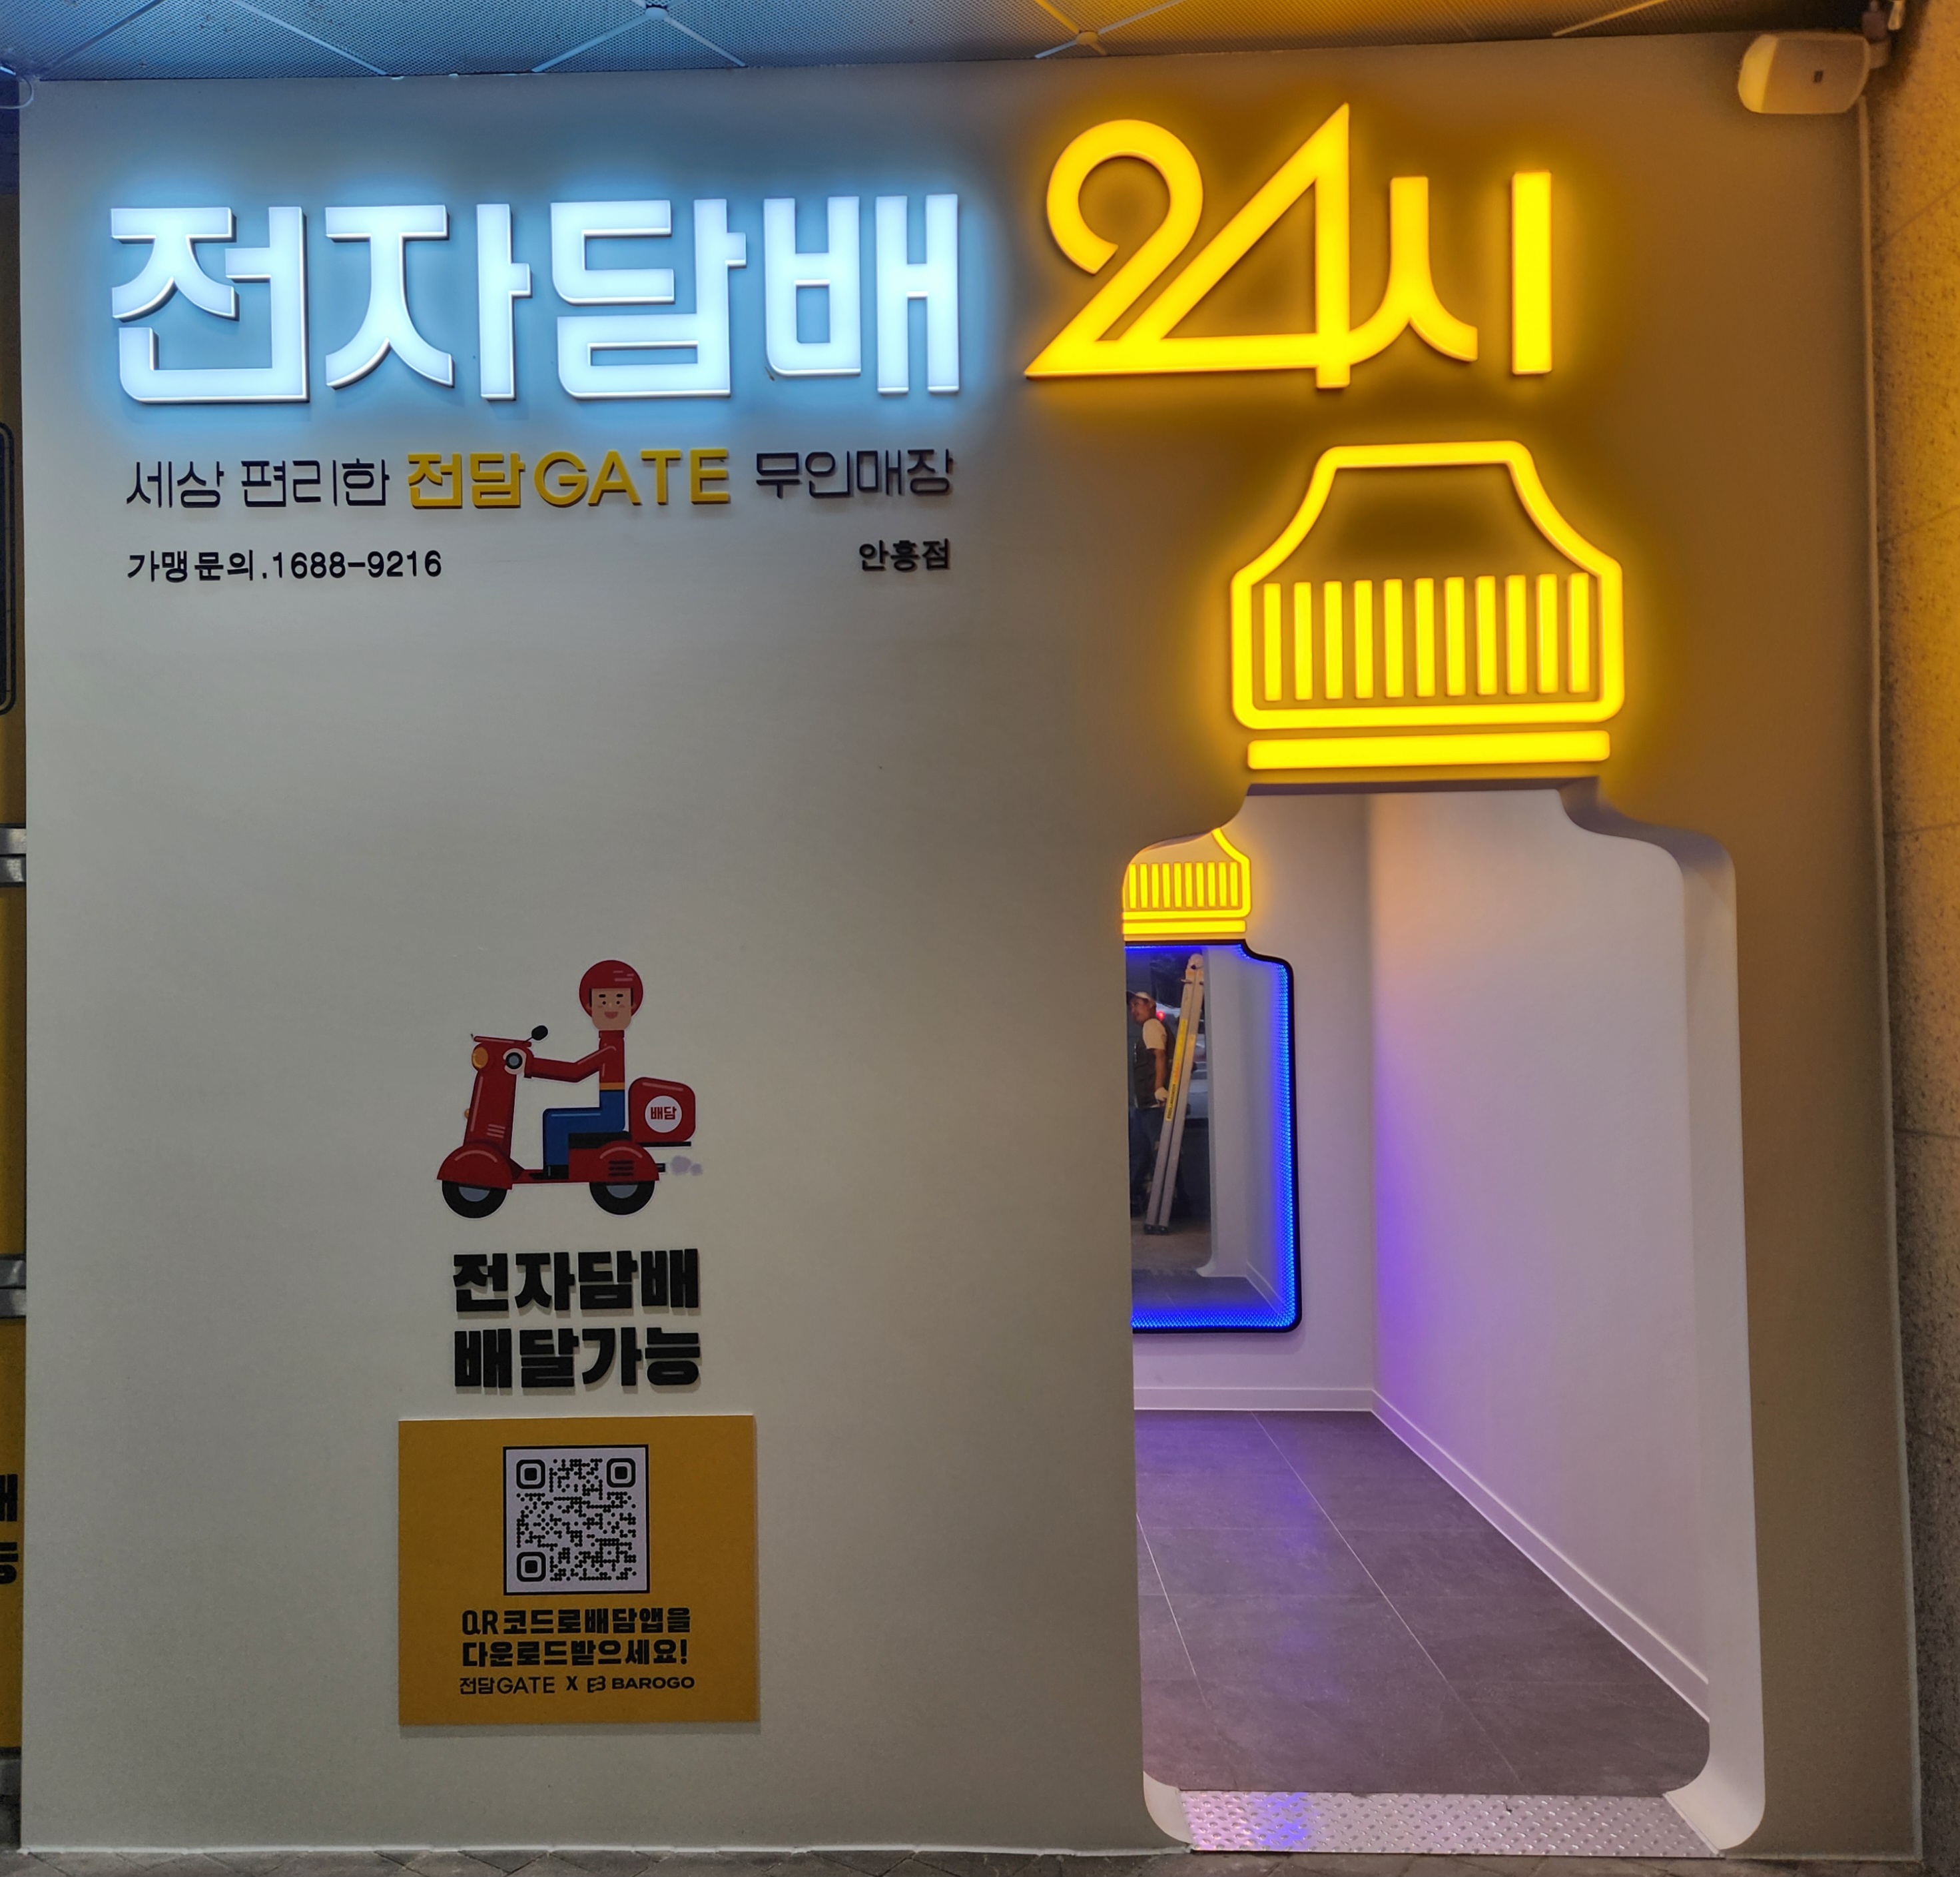 전자담배 24시
세상 편리한 전담GATE 무인매장
가맹문의.1688-9216 안흥점
배담
전자담배
배달가능
QR코드로배담앱을
다운로드받으세요!
전담GATE X BAROGO